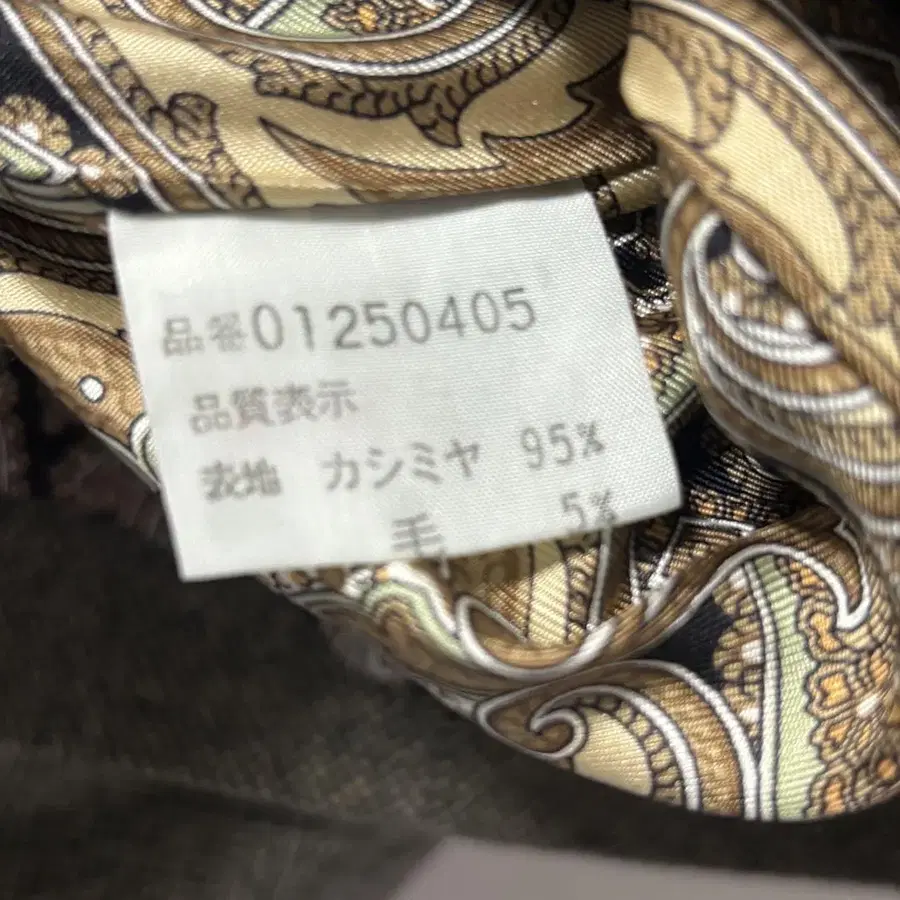 品番01250405
品質表示
表地 カシミヤ 95%
毛 5%